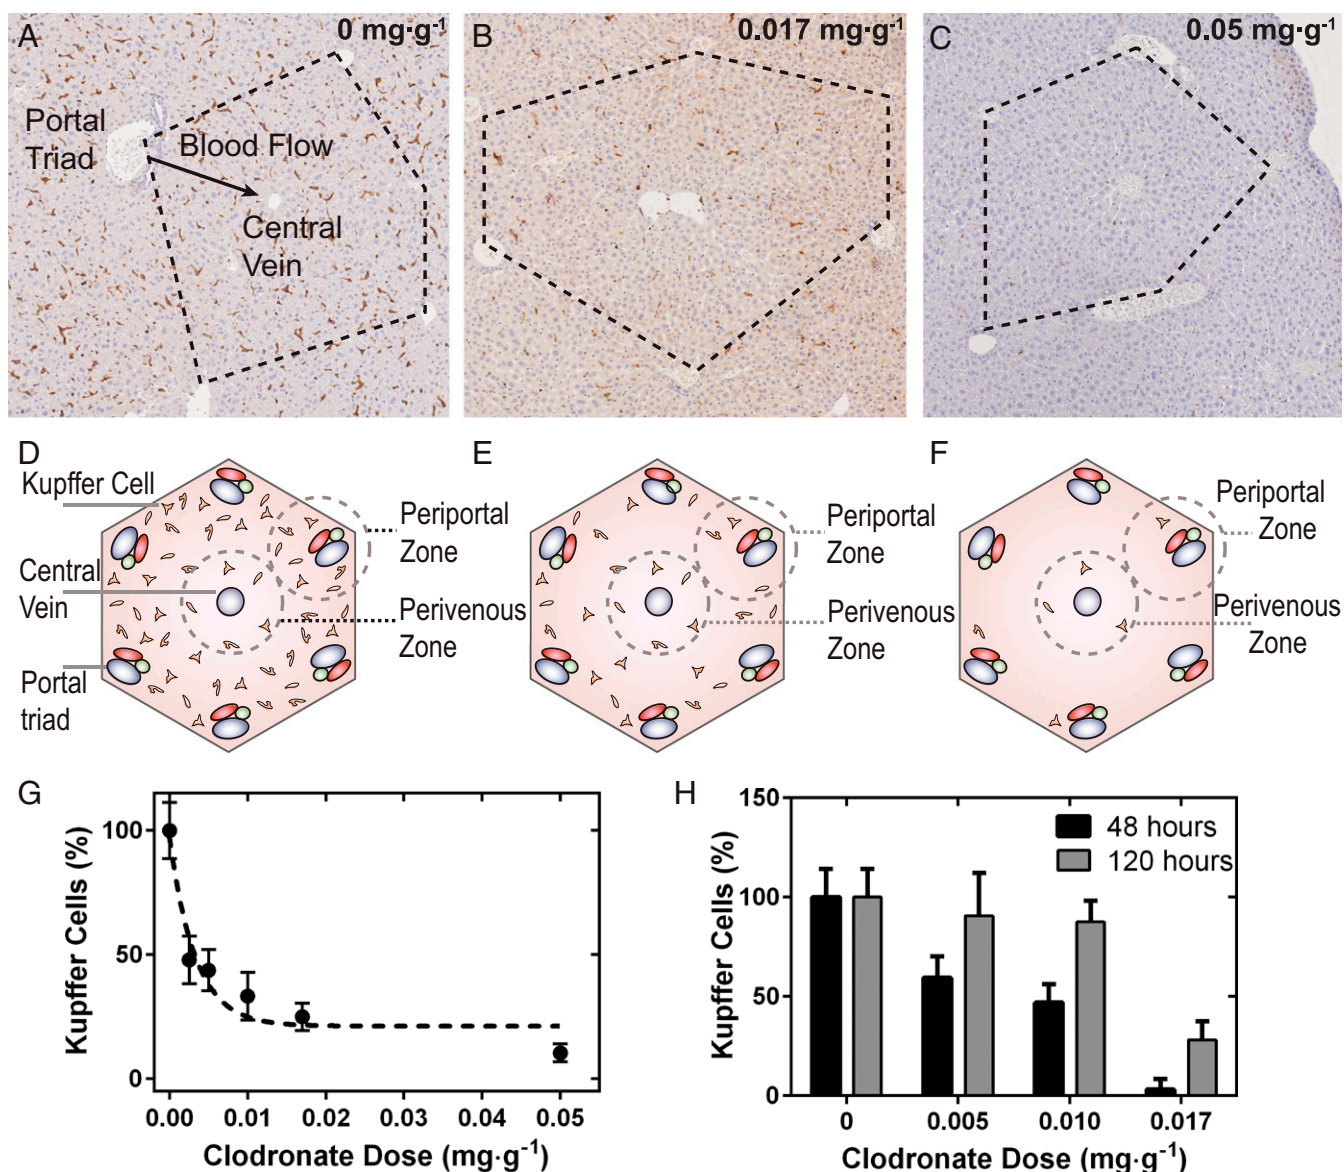 A
0 mg·g⁻¹
Portal
Triad
Blood Flow
Central
Vein
B
0.017 mg·g⁻¹
C
0.05 mg·g⁻¹
D
Kupffer Cell
Central
Vein
Portal
triad
Periportal
Zone
Perivenous
Zone
E
Periportal
Zone
Perivenous
Zone
F
Periportal
Zone
Perivenous
Zone
G
Kupffer Cells (%)
100
50
0
0.00 0.01 0.02 0.03 0.04 0.05
Clodronate Dose (mg·g⁻¹)
H
Kupffer Cells (%)
150
100
50
0
48 hours
120 hours
0 0.005 0.010 0.017
Clodronate Dose (mg·g⁻¹)